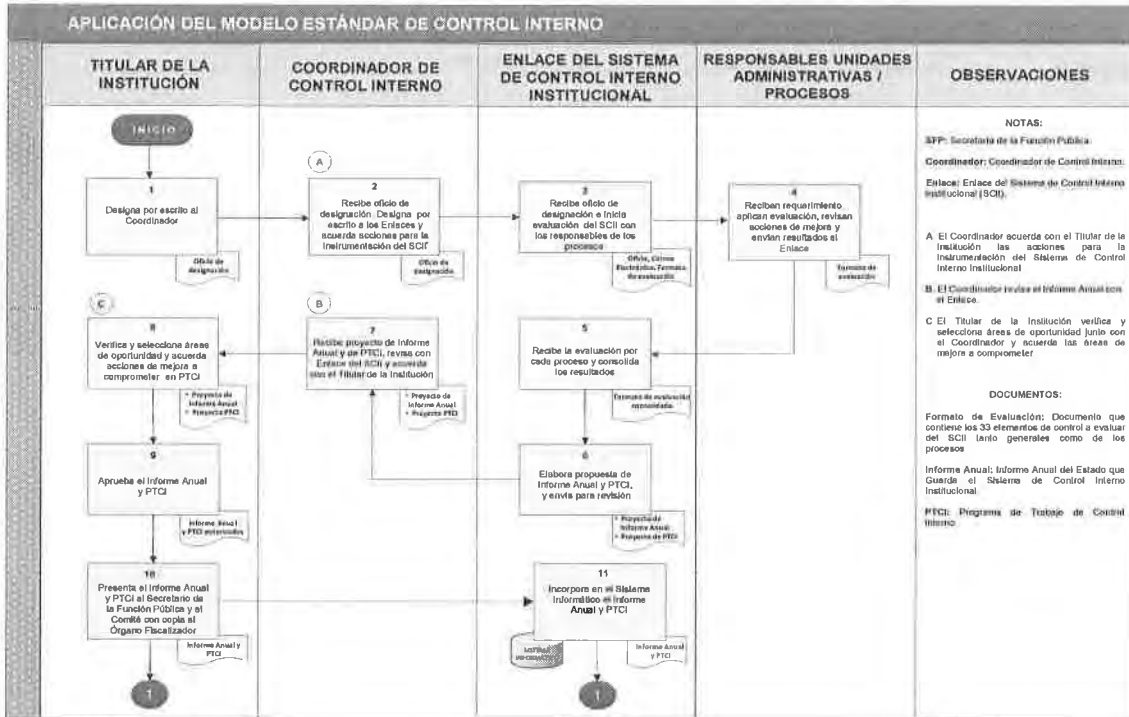 APLICACIÓN DEL MODELO ESTÁNDAR DE CONTROL INTERNO
TITULAR DE LA
INSTITUCIÓN
COORDINADOR DE
CONTROL INTERNO
ENLACE DEL SISTEMA
DE CONTROL INTERNO
INSTITUCIONAL
RESPONSABLES UNIDADES
ADMINISTRATIVAS /
PROCESOS
OBSERVACIONES
INICIO
1
Designa por escrito al
Coordinador
Oficio de
designación
A
2
Recibe oficio de
designación. Designa por
escrito a los Enlaces y
acuerda acciones para la
instrumentación del SCII
Oficio de
designación
3
Recibe oficio de
designación e inicia
evaluación del SCII con
los responsables de los
procesos
Oficio, Correo
Electrónico, Formato
de evaluación
4
Reciben requerimiento
aplican evaluación, revisan
acciones de mejora y
envían resultados al
Enlace
Formato de
evaluación
5
Recibe la evaluación por
cada proceso y consolida
los resultados
Formato de evaluación
consolidado
6
Elabora propuesta de
Informe Anual y PTCI,
y envía para revisión
• Proyecto de
Informe Anual
• Proyecto de PTCI
B
7
Recibe proyecto de Informe
Anual y de PTCI, revisa con
Enlace del SCII y acuerda
con el Titular de la Institución
• Proyecto de
Informe Anual
• Proyecto PTCI
C
8
Verifica y selecciona áreas
de oportunidad y acuerda
acciones de mejora a
comprometer en PTCI
• Proyecto de
Informe Anual
• Proyecto PTCI
9
Aprueba el Informe Anual
y PTCI
Informe Anual
y PTCI autorizados
10
Presenta el Informe Anual
y PTCI al Secretario de
la Función Pública y al
Comité con copia al
Órgano Fiscalizador
Informe Anual y
PTCI
1
11
Incorpora en el Sistema
Informático el Informe
Anual y PTCI
SISTEMA
INFORMÁTICO
Informe Anual
y PTCI
1
NOTAS:
SFP: Secretaría de la Función Pública.
Coordinador: Coordinador de Control Interno.
Enlace: Enlace del Sistema de Control Interno
Institucional (SCII).
A El Coordinador acuerda con el Titular de la
Institución las acciones para la
Instrumentación del Sistema de Control
Interno Institucional
B. El Coordinador revisa el Informe Anual con
el Enlace.
C El Titular de la Institución verifica y
selecciona áreas de oportunidad junto con
el Coordinador y acuerda las áreas de
mejora a comprometer
DOCUMENTOS:
Formato de Evaluación: Documento que
contiene los 33 elementos de control a evaluar
del SCII tanto generales como de los
procesos
Informe Anual: Informe Anual del Estado que
Guarda el Sistema de Control Interno
Institucional
PTCI: Programa de Trabajo de Control
Interno